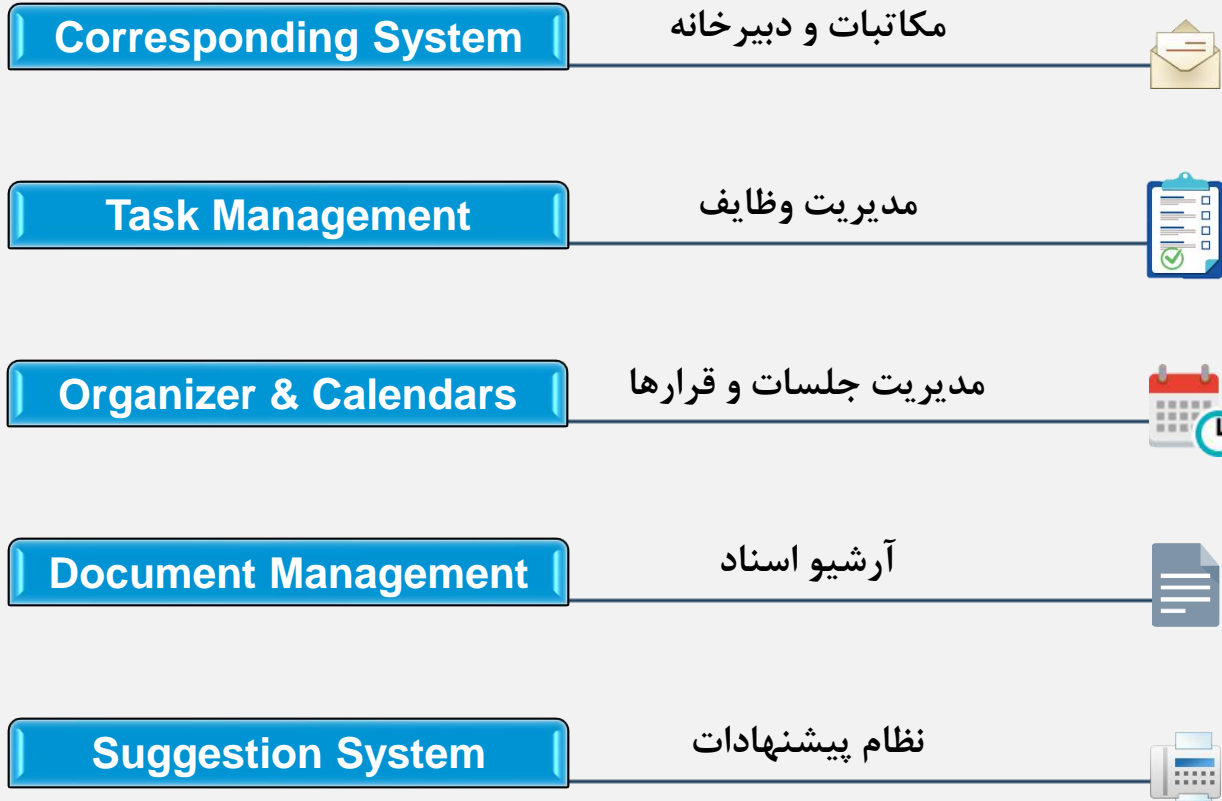 Corresponding System
مکاتبات و دبیرخانه
Task Management
مدیریت وظایف
Organizer & Calendars
مدیریت جلسات و قرارها
Document Management
آرشیو اسناد
Suggestion System
نظام پیشنهادات